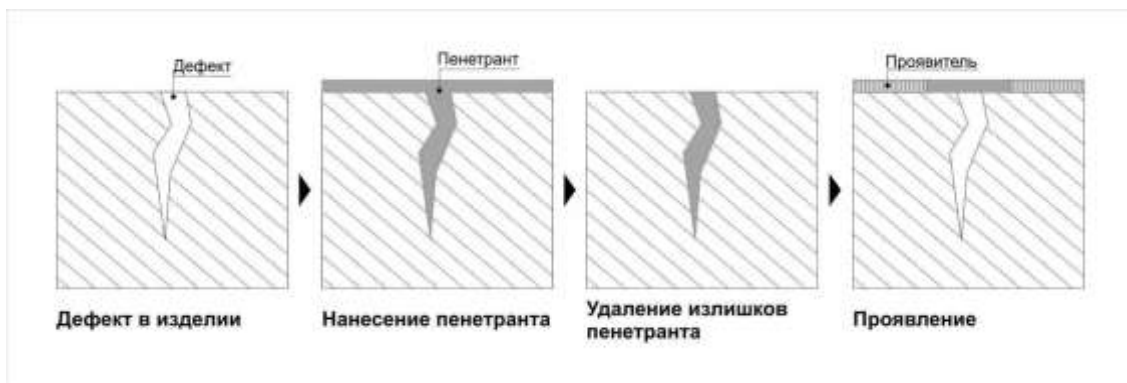 Дефект
Пенетрант
Проявитель
Дефект в изделии
Нанесение пенетранта
Удаление излишков
пенетранта
Проявление